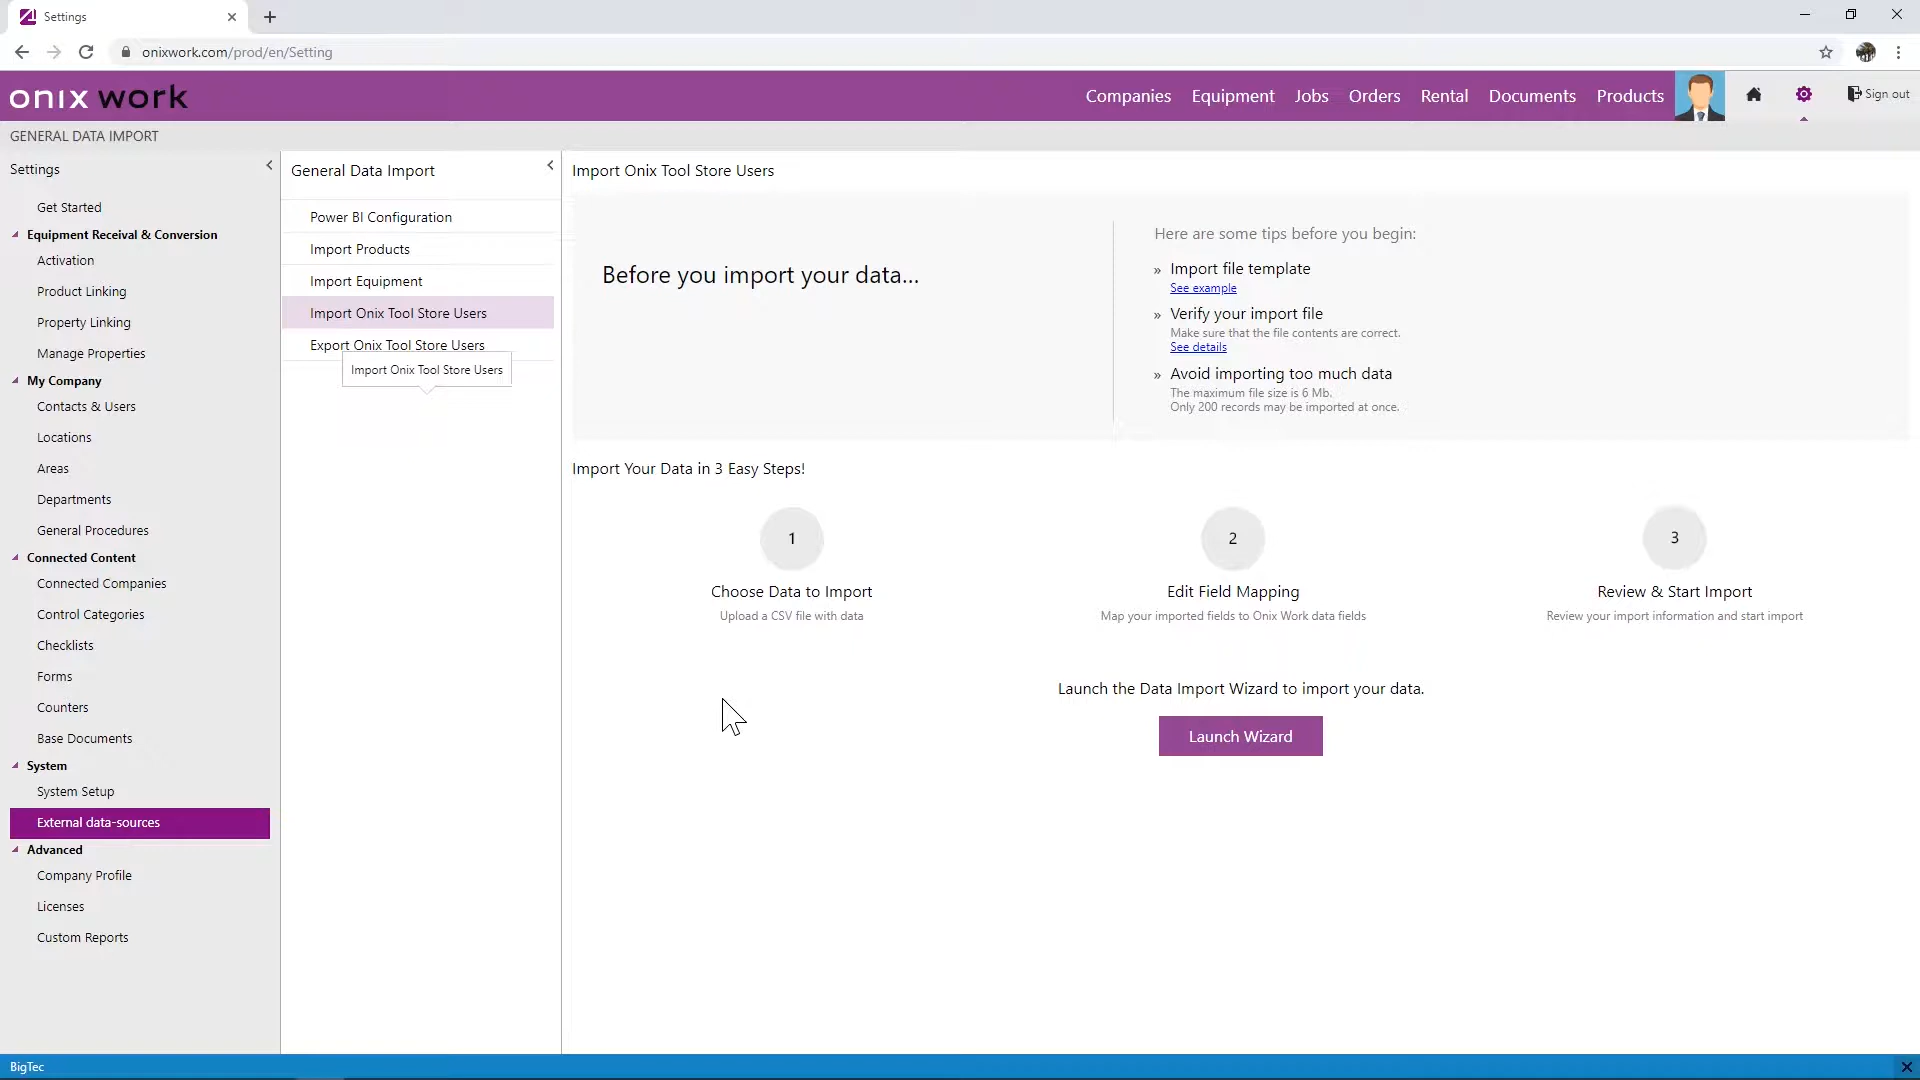 Settings
onixwork.com/prod/en/Setting
onix work
Companies Equipment Jobs Orders Rental Documents Products Sign out
GENERAL DATA IMPORT
Settings
Get Started
Equipment Receival & Conversion
Activation
Product Linking
Property Linking
Manage Properties
My Company
Contacts & Users
Locations
Areas
Departments
General Procedures
Connected Content
Connected Companies
Control Categories
Checklists
Forms
Counters
Base Documents
System
System Setup
External data-sources
Advanced
Company Profile
Licenses
Custom Reports
General Data Import
Power BI Configuration
Import Products
Import Equipment
Import Onix Tool Store Users
Export Onix Tool Store Users
Import Onix Tool Store Users
Import Onix Tool Store Users
Before you import your data...
Here are some tips before you begin:
» Import file template
See example
» Verify your import file
Make sure that the file contents are correct.
See details
» Avoid importing too much data
The maximum file size is 6 Mb.
Only 200 records may be imported at once.
Import Your Data in 3 Easy Steps!
1
Choose Data to Import
Upload a CSV file with data
2
Edit Field Mapping
Map your imported fields to Onix Work data fields
3
Review & Start Import
Review your import information and start import
Launch the Data Import Wizard to import your data.
Launch Wizard
BigTec